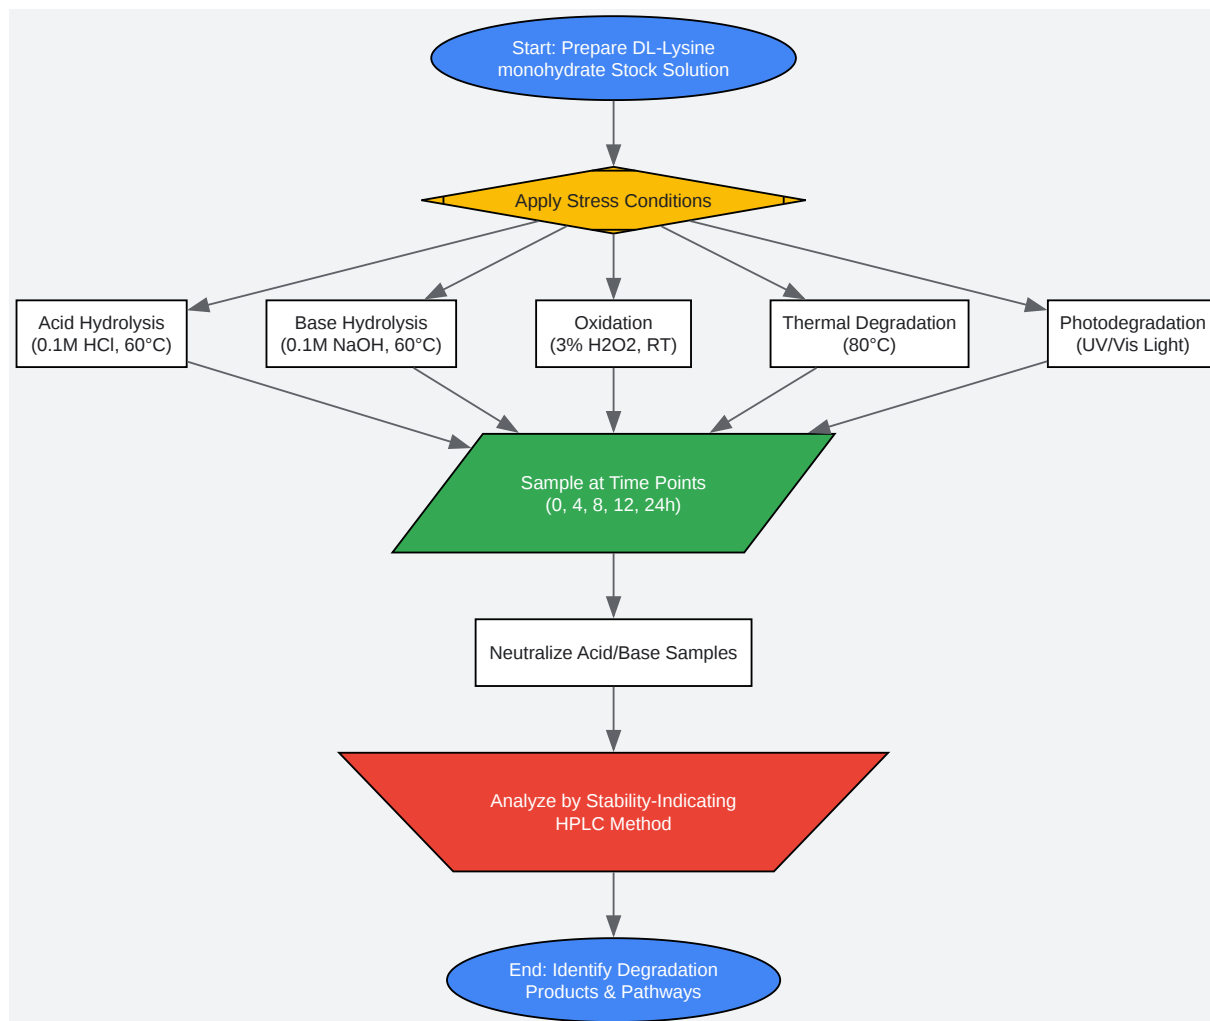 Start: Prepare DL-Lysine
monohydrate Stock Solution
Apply Stress Conditions
Acid Hydrolysis
(0.1M HCl, 60°C)
Base Hydrolysis
(0.1M NaOH, 60°C)
Oxidation
(3% H2O2, RT)
Thermal Degradation
(80°C)
Photodegradation
(UV/Vis Light)
Sample at Time Points
(0, 4, 8, 12, 24h)
Neutralize Acid/Base Samples
Analyze by Stability-Indicating
HPLC Method
End: Identify Degradation
Products & Pathways